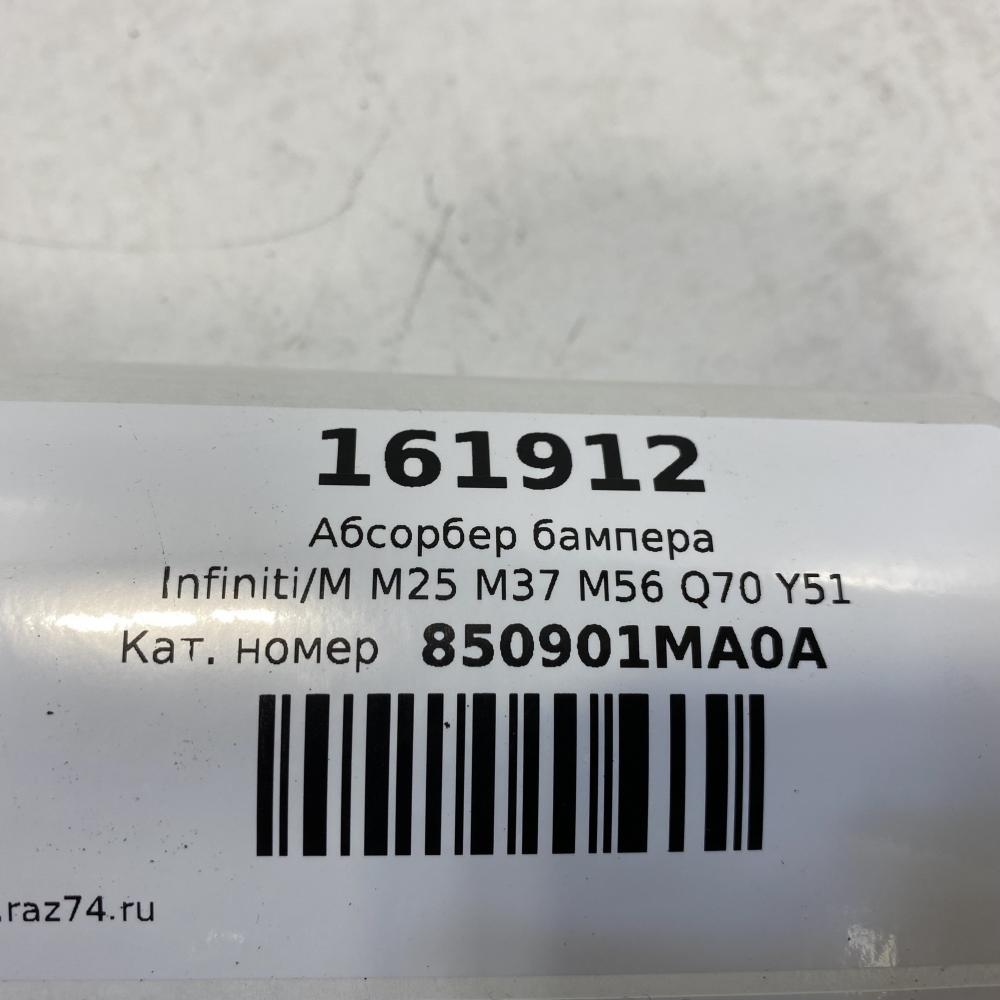 161912
Абсорбер бампера
Infiniti/M M25 M37 M56 Q70 Y51
Кат. номер 850901MA0A
.raz74.ru